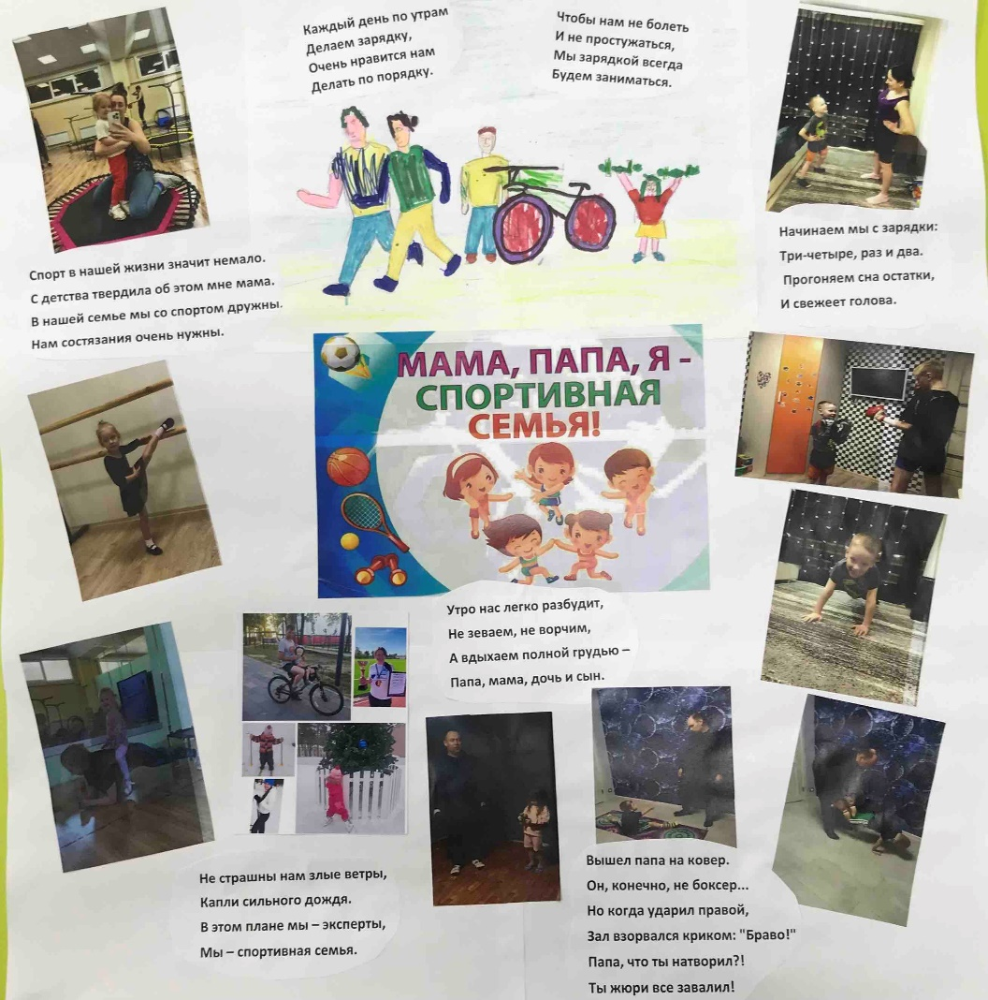 Каждый день по утрам
Делаем зарядку,
Очень нравится нам
Делать по порядку.
Чтобы нам не болеть
И не простужаться,
Мы зарядкой всегда
Будем заниматься.
Спорт в нашей жизни значит немало.
С детства твердила об этом мне мама.
В нашей семье мы со спортом дружны.
Нам состязания очень нужны.
Начинаем мы с зарядки:
Три-четыре, раз и два.
Прогоняем сна остатки,
И свежеет голова.
МАМА, ПАПА, Я -
СПОРТИВНАЯ
СЕМЬЯ!
Утро нас легко разбудит,
Не зеваем, не ворчим,
А вдыхаем полной грудью –
Папа, мама, дочь и сын.
Не страшны нам злые ветры,
Капли сильного дождя.
В этом плане мы – эксперты,
Мы – спортивная семья.
Вышел папа на ковер.
Он, конечно, не боксер...
Но когда ударил правой,
Зал взорвался криком: "Браво!"
Папа, что ты натворил?!
Ты жюри все завалил!